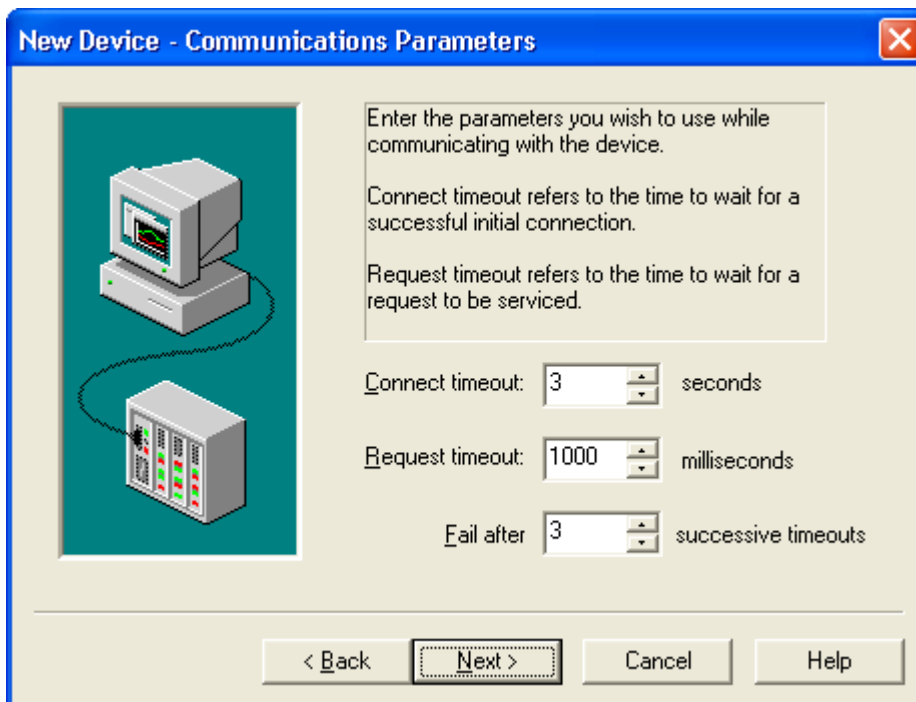 New Device - Communications Parameters
Enter the parameters you wish to use while
communicating with the device.
Connect timeout refers to the time to wait for a
successful initial connection.
Request timeout refers to the time to wait for a
request to be serviced.
Connect timeout: 3 seconds
Request timeout: 1000 milliseconds
Fail after 3 successive timeouts
< Back Next > Cancel Help